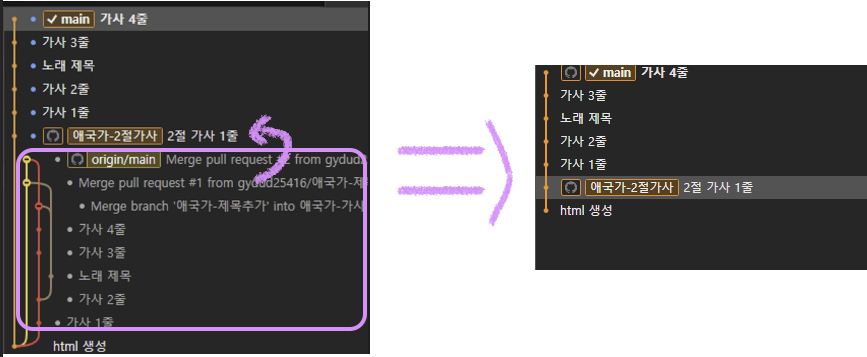 main 가사 4줄
가사 3줄
노래 제목
가사 2줄
가사 1줄
애국가-2절가사 2절 가사 1줄
origin/main Merge pull request from gydud2
Merge pull request #1 from gydud25416/애국가-제
Merge branch '애국가-제목추가' into 애국가-가사
가사 4줄
가사 3줄
노래 제목
가사 2줄
가사 1줄
html 생성
main 가사 4줄
가사 3줄
노래 제목
가사 2줄
가사 1줄
애국가-2절가사 2절 가사 1줄
html 생성